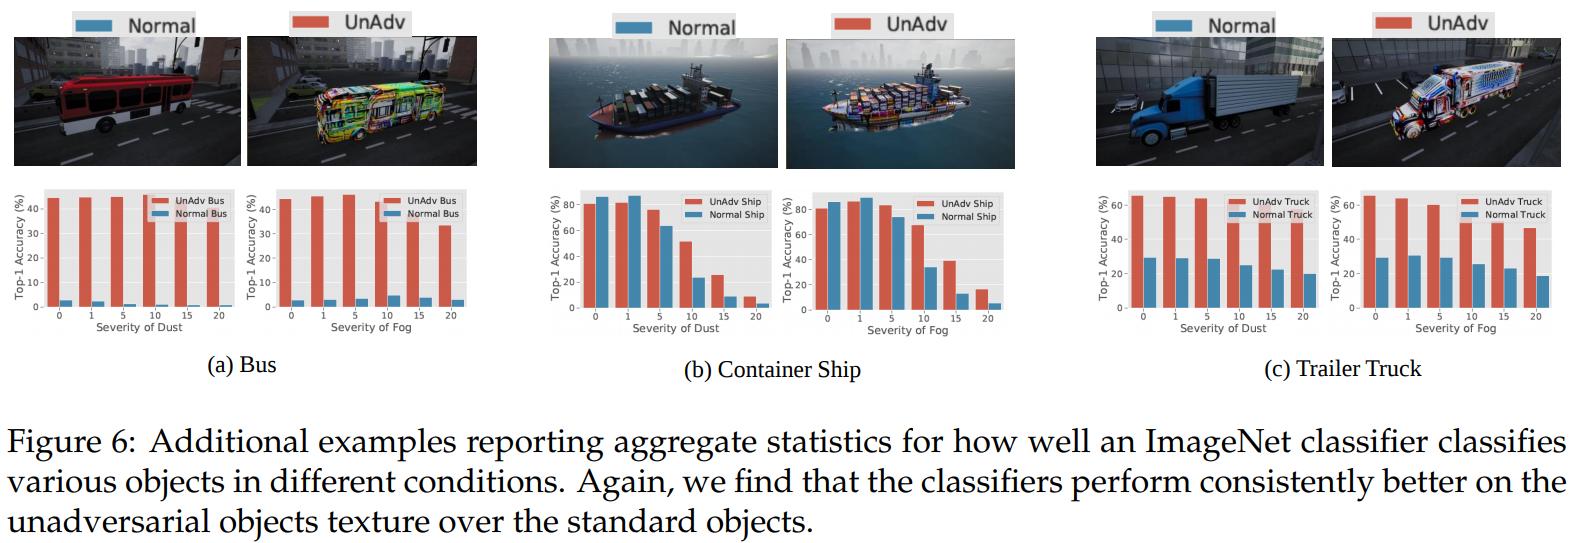 Normal
UnAdv
Normal
UnAdv
Normal
UnAdv
Top-1 Accuracy (%)
40
30
20
10
0
UnAdv Bus
Normal Bus
0 1 5 10 15 20
Severity of Dust
Top-1 Accuracy (%)
40
30
20
10
0
UnAdv Bus
Normal Bus
0 1 5 10 15 20
Severity of Fog
Top-1 Accuracy (%)
80
60
40
20
0
UnAdv Ship
Normal Ship
0 1 5 10 15 20
Severity of Dust
Top-1 Accuracy (%)
80
60
40
20
0
UnAdv Ship
Normal Ship
0 1 5 10 15 20
Severity of Fog
Top-1 Accuracy (%)
60
40
20
0
UnAdv Truck
Normal Truck
0 1 5 10 15 20
Severity of Dust
Top-1 Accuracy (%)
60
40
20
0
UnAdv Truck
Normal Truck
0 1 5 10 15 20
Severity of Fog
(a) Bus
(b) Container Ship
(c) Trailer Truck
Figure 6: Additional examples reporting aggregate statistics for how well an ImageNet classifier classifies
various objects in different conditions. Again, we find that the classifiers perform consistently better on the
unadversarial objects texture over the standard objects.